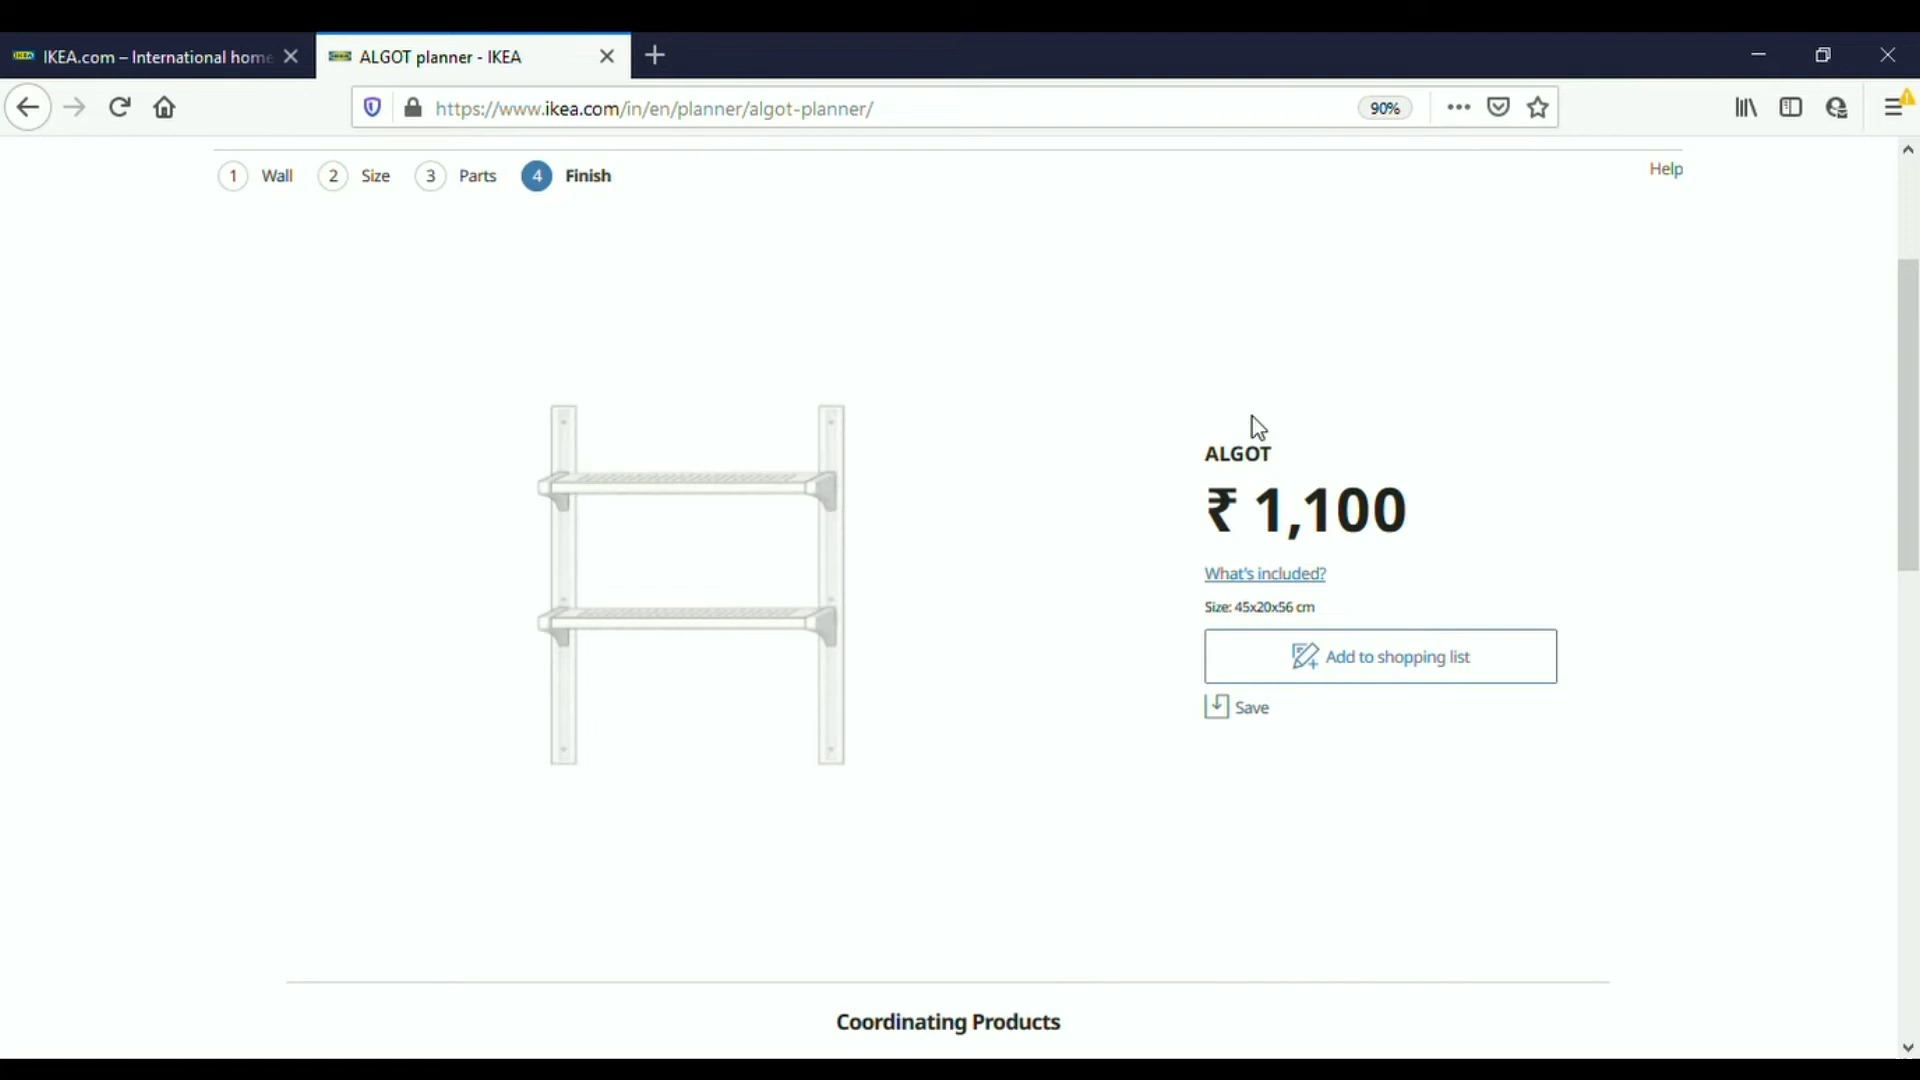 IKEA.com – International home
ALGOT planner - IKEA
https://www.ikea.com/in/en/planner/algot-planner/
90%
1 Wall 2 Size 3 Parts 4 Finish
Help
ALGOT
₹ 1,100
What's included?
Size: 45x20x56 cm
Add to shopping list
Save
Coordinating Products